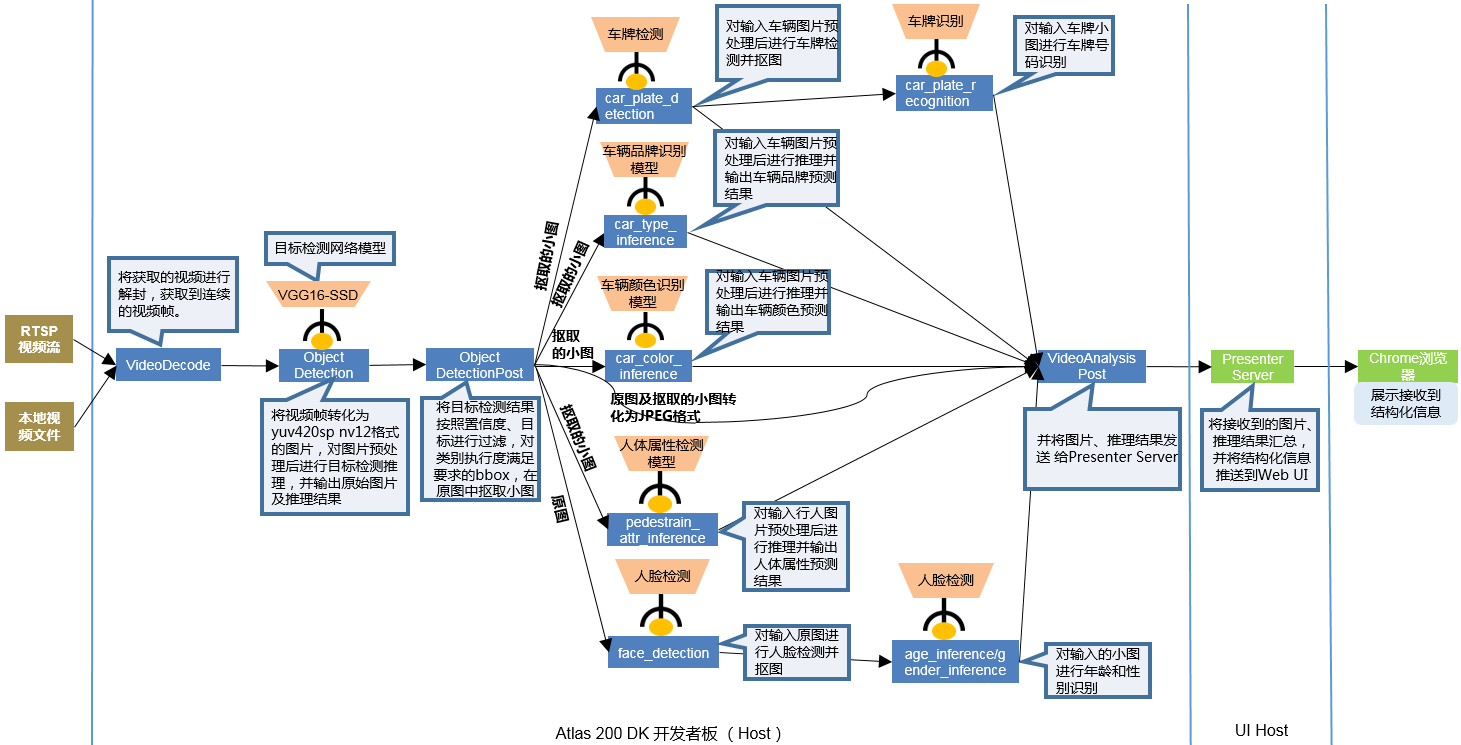 RTSP
视频流
本地视
频文件
将获取的视频进行
解封，获取到连续
的视频帧。
VideoDecode
目标检测网络模型
VGG16-SSD
Object
Detection
将视频帧转化为
yuv420sp nv12格式
的图片，对图片预处
理后进行目标检测推
理，并输出原始图片
及推理结果
Object
DetectionPost
将目标检测结果
按照置信度、目
标进行过滤，对
类别执行度满足
要求的bbox，在
原图中抠取小图
抠取的小图
抠取的小图
抠取
的小图
原图及抠取的小图转
化为JPEG格式
抠取的小图
原图
车牌检测
car_plate_d
etection
对输入车辆图片预
处理后进行车牌检
测并抠图
车牌识别
car_plate_r
ecognition
对输入车牌小
图进行车牌号
码识别
车辆品牌识别
模型
car_type_
inference
对输入车辆图片预
处理后进行推理并
输出车辆品牌预测
结果
车辆颜色识别
模型
car_color_
inference
对输入车辆图片预
处理后进行推理并
输出车辆颜色预测
结果
人体属性检测
模型
pedestrain_
attr_inference
对输入行人图
片预处理后进
行推理并输出
人体属性预测
结果
人脸检测
face_detection
对输入原图进
行人脸检测并
抠图
人脸检测
age_inference/g
ender_inference
对输入的小图
进行年龄和性
别识别
VideoAnalysis
Post
并将图片、推理结果发
送 给Presenter Server
Presenter
Server
将接收到的图片、
推理结果汇总，
并将结构化信息
推送到Web UI
Chrome浏览
器
展示接收到
结构化信息
Atlas 200 DK 开发者板 （Host）
UI Host